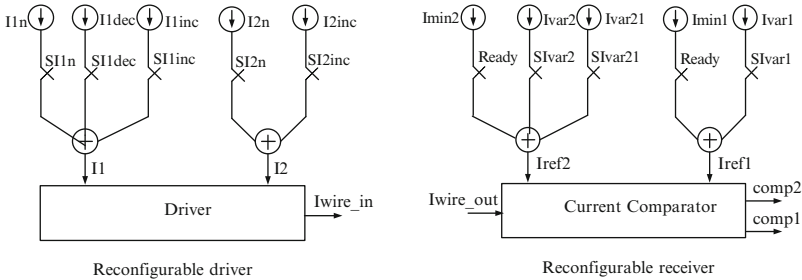 I1n I1dec I1inc I2n I2inc Imin2 Ivar2 Ivar21 Imin1 Ivar1
SI1n SI1dec SI1inc SI2n SI2inc Ready SIvar2 SIvar21 Ready SIvar1
I1 I2 Iref2 Iref1
Driver Iwire_in Iwire_out Current Comparator comp2
comp1
Reconfigurable driver Reconfigurable receiver